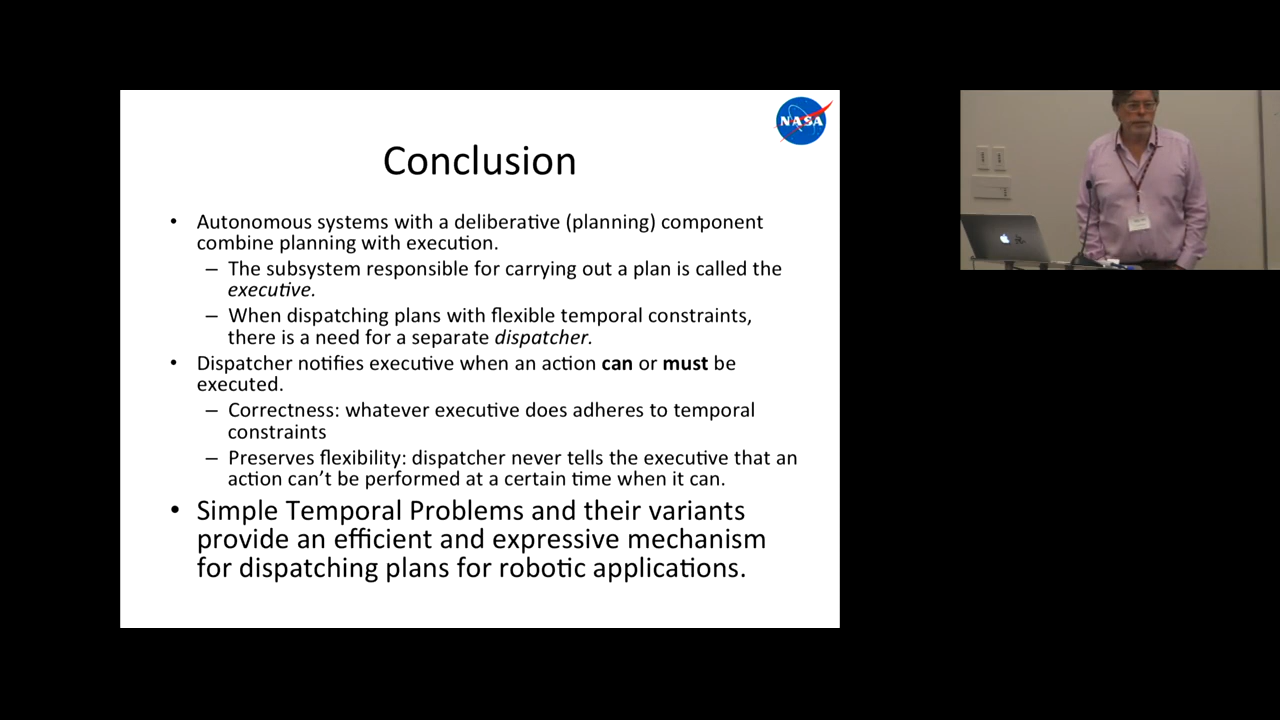 NASA
Conclusion
• Autonomous systems with a deliberative (planning) component
combine planning with execution.
– The subsystem responsible for carrying out a plan is called the
executive.
– When dispatching plans with flexible temporal constraints,
there is a need for a separate dispatcher.
• Dispatcher notifies executive when an action can or must be
executed.
– Correctness: whatever executive does adheres to temporal
constraints
– Preserves flexibility: dispatcher never tells the executive that an
action can’t be performed at a certain time when it can.
• Simple Temporal Problems and their variants
provide an efficient and expressive mechanism
for dispatching plans for robotic applications.